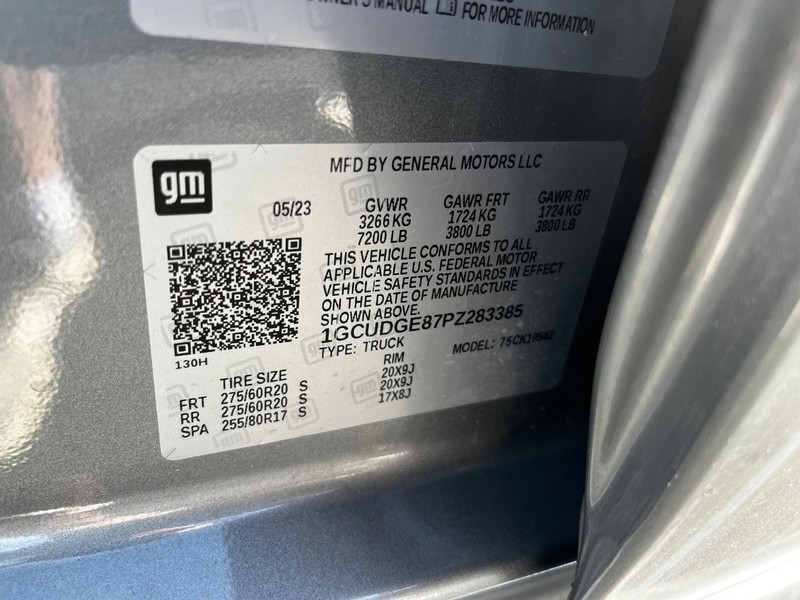 OWNER'S MANUAL i FOR MORE INFORMATION
gm
MFD BY GENERAL MOTORS LLC
05/23 GVWR GAWR FRT GAWR RR
3266 KG 1724 KG 1724 KG
7200 LB 3800 LB 3800 LB
THIS VEHICLE CONFORMS TO ALL
APPLICABLE U.S. FEDERAL MOTOR
VEHICLE SAFETY STANDARDS IN EFFECT
ON THE DATE OF MANUFACTURE
SHOWN ABOVE.
1GCUDGE87PZ283385
TYPE: TRUCK MODEL: 75CK10543
130H
TIRE SIZE RIM
FRT 275/60R20 S 20X9J
RR 275/60R20 S 20X9J
SPA 255/80R17 S 17X8J